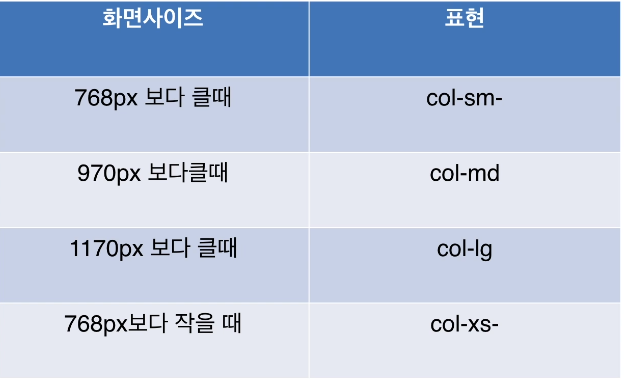 화면사이즈 표현
768px 보다 클때 col-sm-
970px 보다클때 col-md
1170px 보다 클때 col-lg
768px보다 작을 때 col-xs-